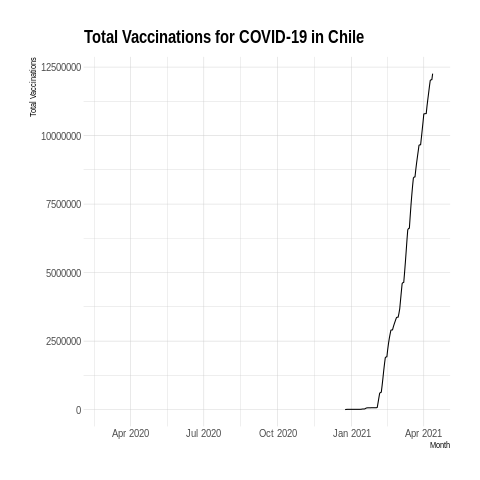 Total Vaccinations for COVID-19 in Chile
Total Vaccinations
12500000
10000000
7500000
5000000
2500000
0
Apr 2020 Jul 2020 Oct 2020 Jan 2021 Apr 2021
Month